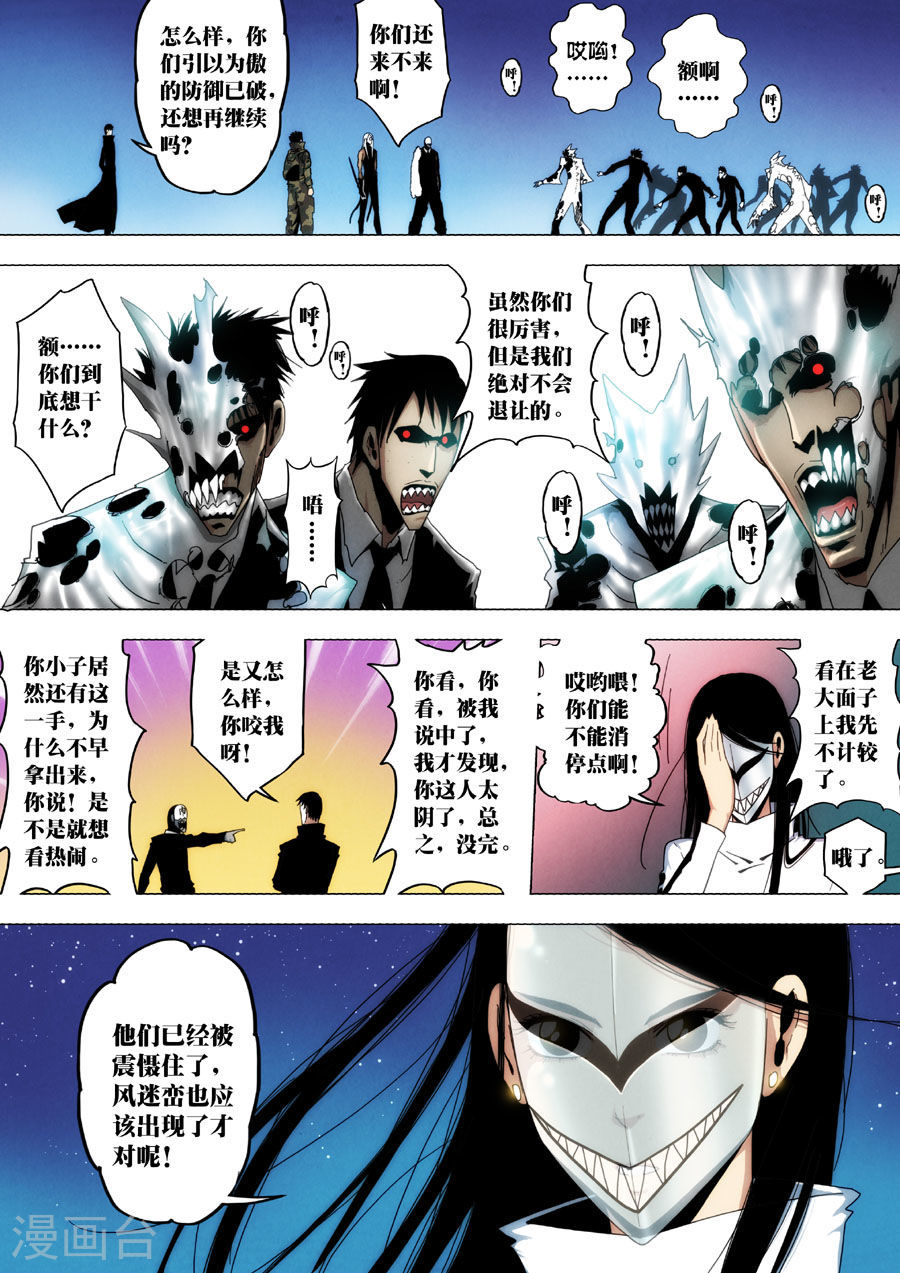 怎么样，你
们引以为傲
的防御已破，
还想再继续
吗？
你们还
来不来
啊！
呼！
哎呦！
……
额啊
……
呼！
呼！
额……
你们到
底想干
什么？
呼！
呼！
唔
……
虽然你们
很厉害，
但是我们
绝对不会
退让的。
呼！
呼！
呼！
你小子居
然还有这
一手，为
什么不早
拿出来，
你说！是
不是就想
看热闹。
是又怎
么样，
你咬我
呀！
你看，你
看，被我
说中了，
我才发现，
你这人太
阴了，总
之，没完。
哎哟喂！
你们能
不能消
停点啊！
看在老
大面子
上我先
不计较
了。
哦了。
他们已经被
震慑住了，
风迷峦也应
该出现了才
对呢！
漫画台